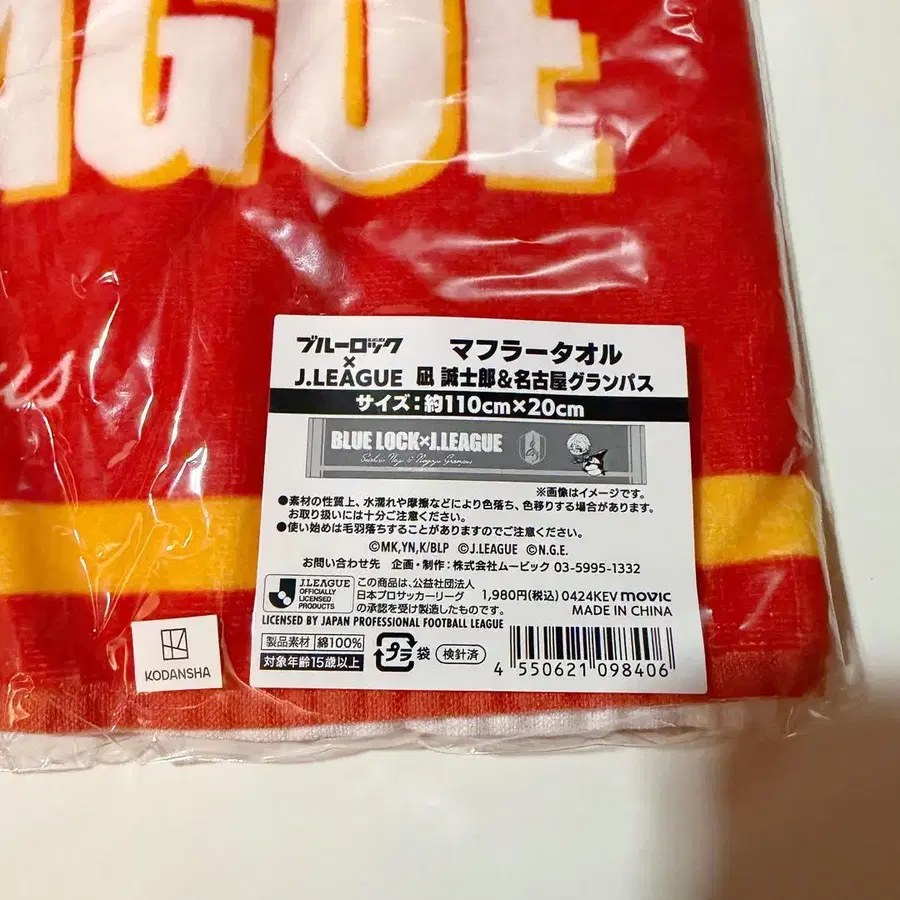 AGUE
us
ブルーロック
×
J.LEAGUE
マフラータオル
凪 誠士郎&名古屋グランパス
サイズ:約110cm×20cm
BLUE LOCK×J.LEAGUE
Seishiro Nagi & Nagoya Grampus
※画像はイメージです。
●素材の性質上、水濡れや摩擦などにより色落ち、色移りする場合があります。
お取り扱いには十分ご注意ください。
●使い始めは毛羽落ちすることがありますのでご注意ください。
©MK,YN,K/BLP ©J.LEAGUE ©N.G.E.
お問い合わせ先 企画・制作:株式会社ムービック 03-5995-1332
J.LEAGUE
OFFICIALLY
LICENSED
PRODUCTS
この商品は、公益社団法人
日本プロサッカーリーグ
の承認を受け製造したものです。
1,980円(税込) 0424KEV movic
MADE IN CHINA
LICENSED BY JAPAN PROFESSIONAL FOOTBALL LEAGUE
製品素材 綿100%
対象年齢15歳以上
プラ 袋 検針済
4 550621 098406
KODANSHA